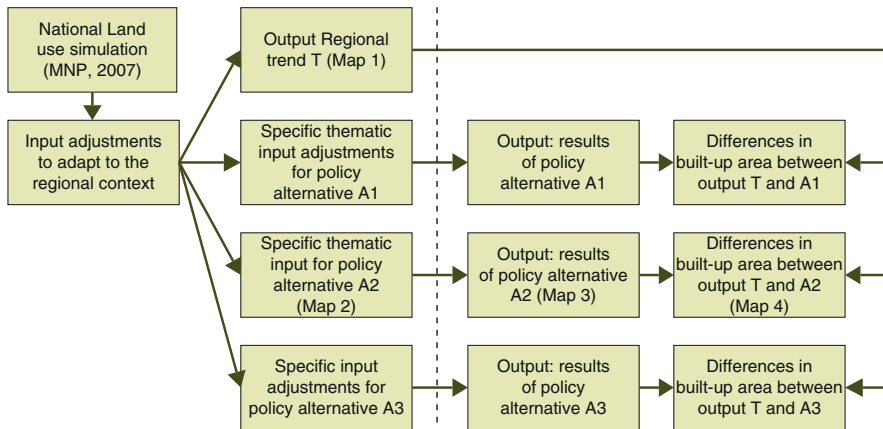 National Land
use simulation
(MNP, 2007)
Output Regional
trend T (Map 1)
Input adjustments
to adapt to the
regional context
Specific thematic
input adjustments
for policy
alternative A1
Output: results
of policy
alternative A1
Differences in
built-up area between
output T and A1
Specific thematic
input for policy
alternative A2
(Map 2)
Output: results
of policy alternative
A2 (Map 3)
Differences in
built-up area between
output T and A2
(Map 4)
Specific input
adjustments for
policy alternative A3
Output: results
of policy
alternative A3
Differences in
built-up area between
output T and A3